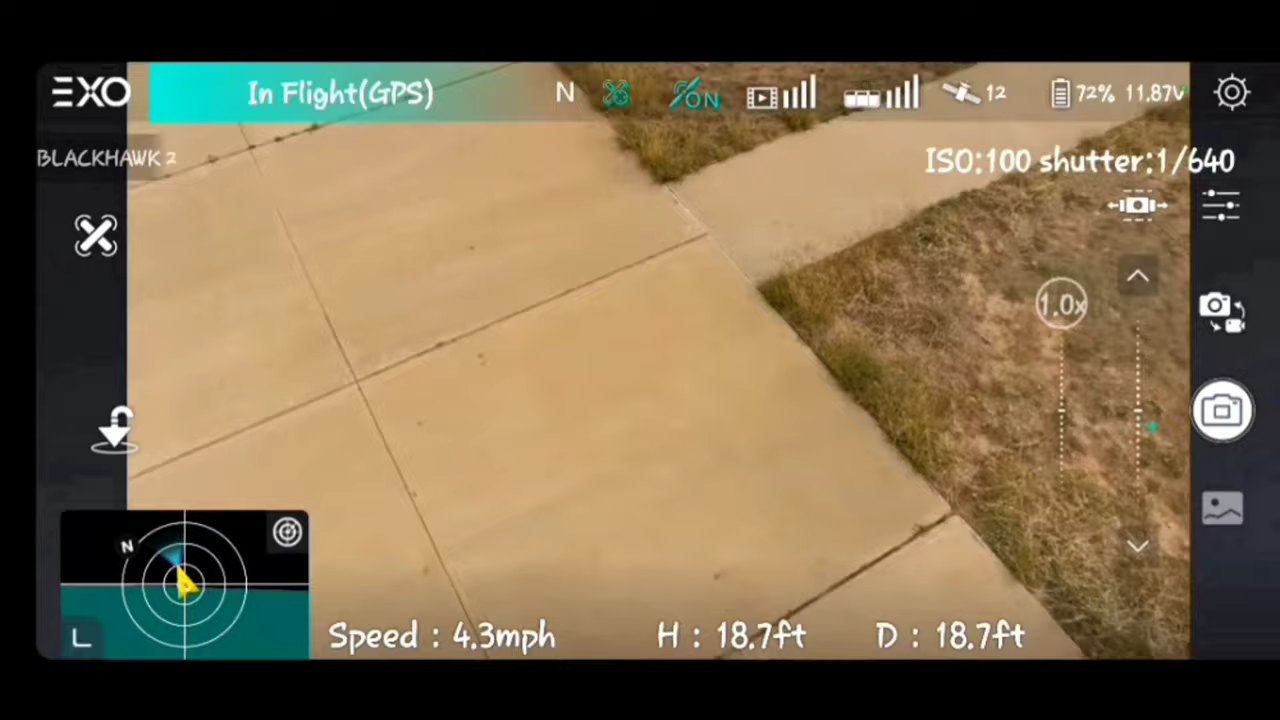 EXO In Flight(GPS) N ON 12 72% 11.87V
BLACKHAWK 2
ISO:100 shutter:1/640
1.0x
N
L
Speed : 4.3mph H : 18.7ft D : 18.7ft